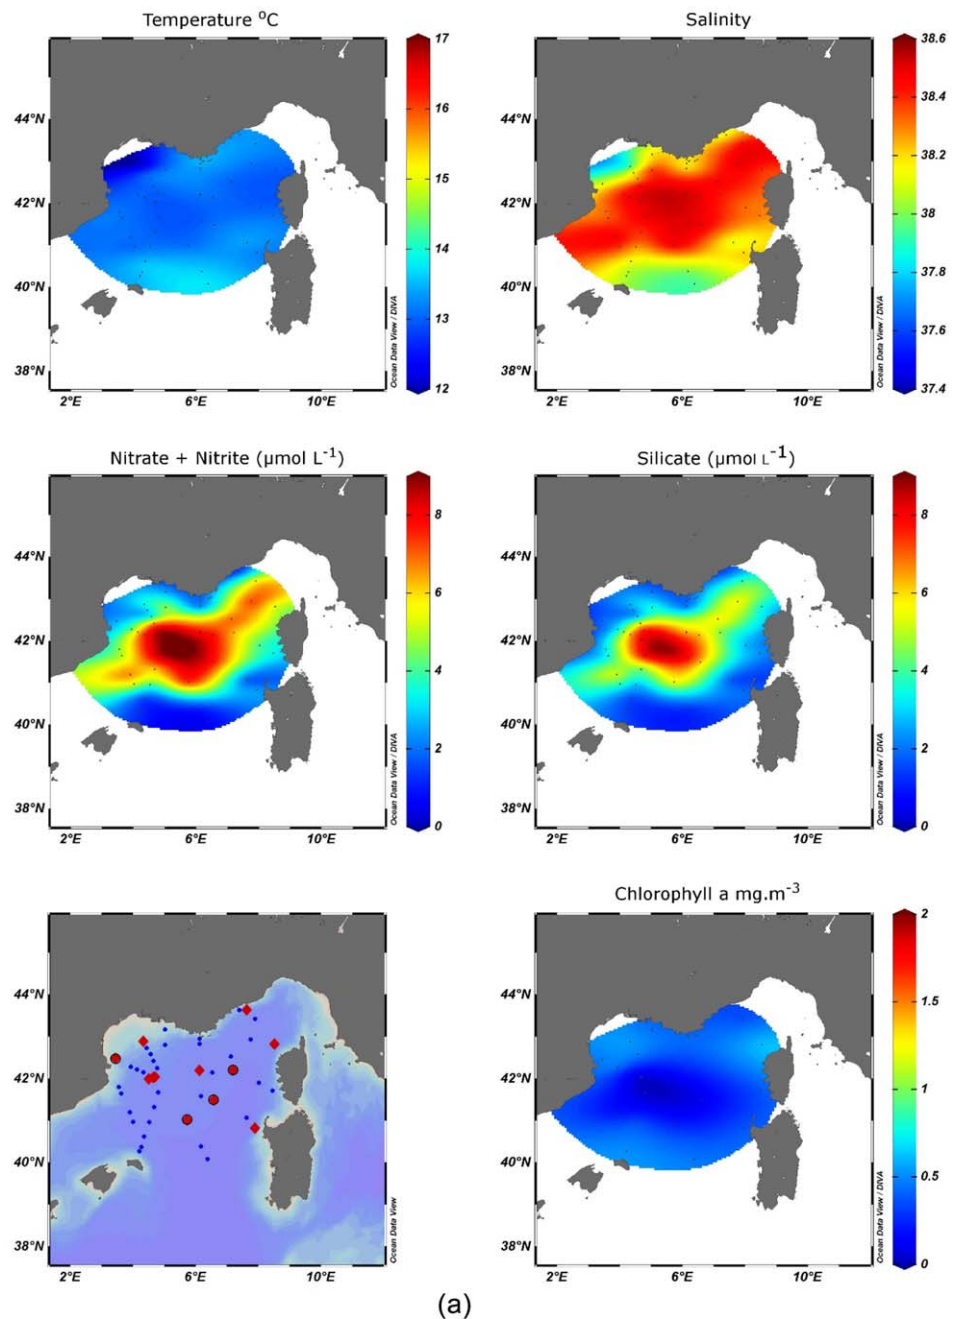 Temperature ⁰C
Salinity
44°N
42°N
40°N
38°N
2°E
6°E
10°E
17
16
15
14
13
12
Ocean Data View / DIVA
44°N
42°N
40°N
38°N
2°E
6°E
10°E
38.6
38.4
38.2
38
37.8
37.6
37.4
Ocean Data View / DIVA
Nitrate + Nitrite (µmol L⁻¹)
Silicate (µmol L⁻¹)
44°N
42°N
40°N
38°N
2°E
6°E
10°E
8
6
4
2
0
Ocean Data View / DIVA
44°N
42°N
40°N
38°N
2°E
6°E
10°E
8
6
4
2
0
Ocean Data View / DIVA
Chlorophyll a mg.m⁻³
44°N
42°N
40°N
38°N
2°E
6°E
10°E
Ocean Data View
44°N
42°N
40°N
38°N
2°E
6°E
10°E
2
1.5
1
0.5
0
Ocean Data View / DIVA
(a)